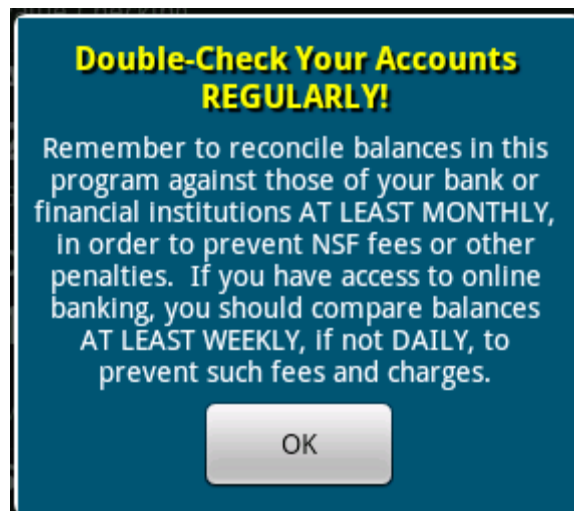 Double-Check Your Accounts
REGULARLY!
Remember to reconcile balances in this
program against those of your bank or
financial institutions AT LEAST MONTHLY,
in order to prevent NSF fees or other
penalties.  If you have access to online
banking, you should compare balances
AT LEAST WEEKLY, if not DAILY, to
prevent such fees and charges.
OK